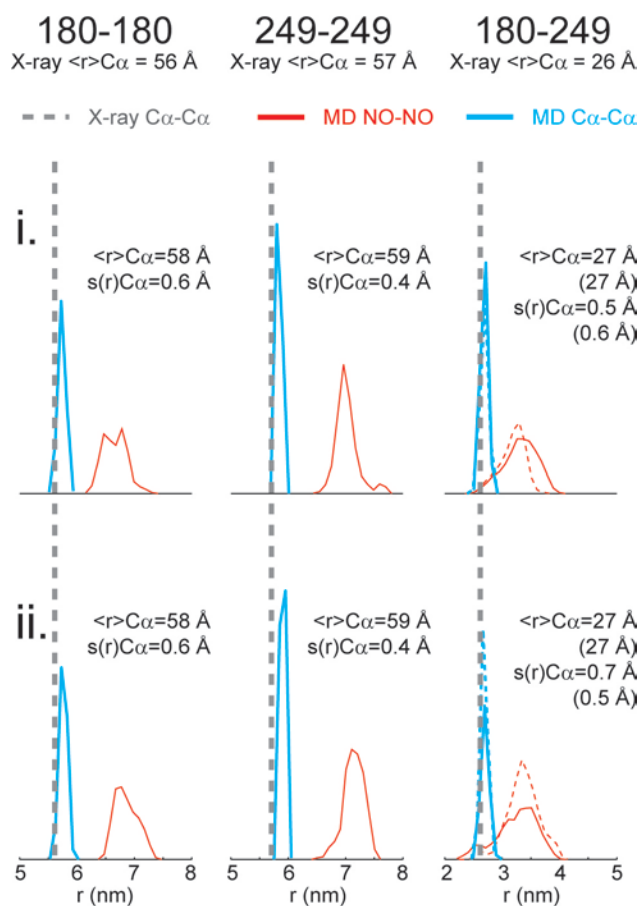 180-180 249-249 180-249
X-ray <r>Cα = 56 Å X-ray <r>Cα = 57 Å X-ray <r>Cα = 26 Å
X-ray Cα-Cα MD NO-NO MD Cα-Cα
i.
<r>Cα=58 Å
s(r)Cα=0.6 Å
<r>Cα=59 Å
s(r)Cα=0.4 Å
<r>Cα=27 Å
(27 Å)
s(r)Cα=0.5 Å
(0.6 Å)
ii.
<r>Cα=58 Å
s(r)Cα=0.6 Å
<r>Cα=59 Å
s(r)Cα=0.4 Å
<r>Cα=27 Å
(27 Å)
s(r)Cα=0.7 Å
(0.5 Å)
5 6 7 8 5 6 7 8 2 3 4 5
r (nm) r (nm) r (nm)